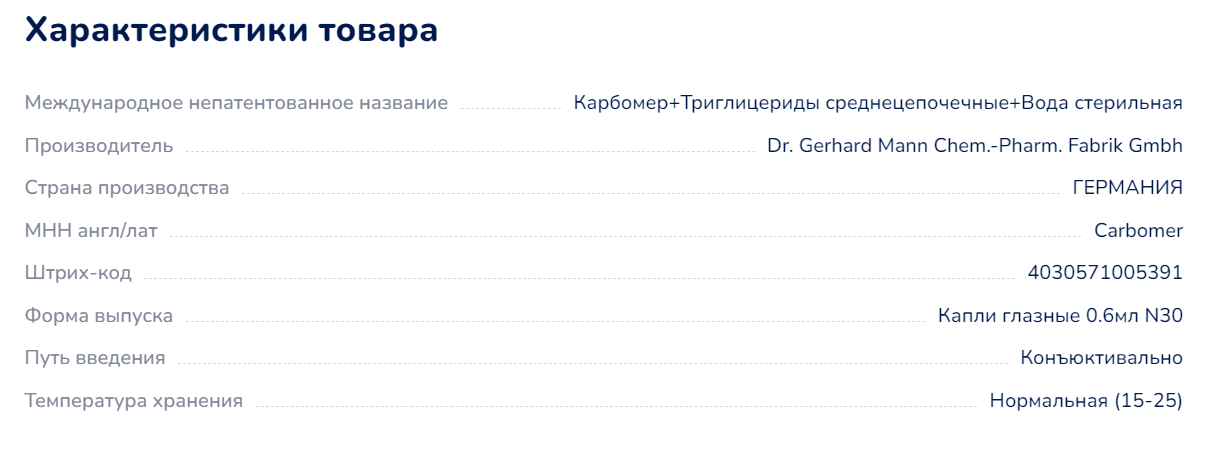 Характеристики товара
Международное непатентованное название Карбомер+Триглицериды среднецепочечные+Вода стерильная
Производитель Dr. Gerhard Mann Chem.-Pharm. Fabrik Gmbh
Страна производства ГЕРМАНИЯ
МНН англ/лат Carbomer
Штрих-код 4030571005391
Форма выпуска Капли глазные 0.6мл N30
Путь введения Конъюктивально
Температура хранения Нормальная (15-25)